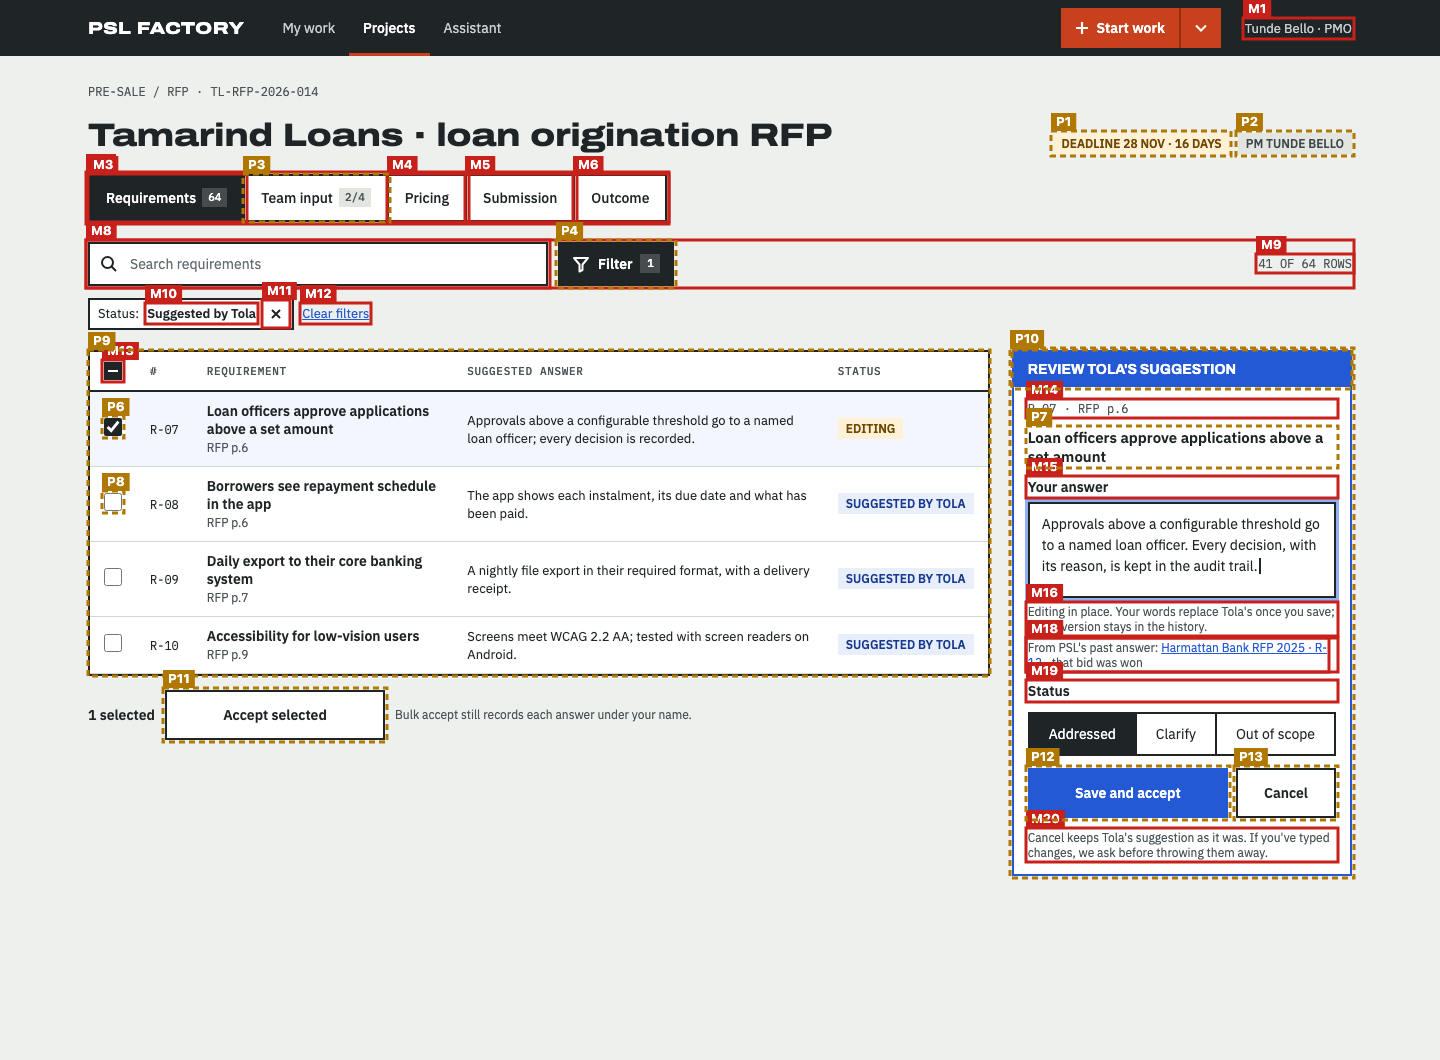 M1
PSL FACTORY My work Projects Assistant + Start work Tunde Bello · PMO
PRE-SALE / RFP · TL-RFP-2026-014
Tamarind Loans · loan origination RFP
P1 P2
DEADLINE 28 NOV · 16 DAYS PM TUNDE BELLO
M3 P3 M4 M5 M6
Requirements 64 Team input 2/4 Pricing Submission Outcome
M8 P4 M9
Search requirements Filter 1 41 OF 64 ROWS
M10 M11 M12
Status: Suggested by Tola × Clear filters
P9 M13
# REQUIREMENT SUGGESTED ANSWER STATUS
P6
R-07
Loan officers approve applications
above a set amount
RFP p.6
Approvals above a configurable threshold go to a named
loan officer; every decision is recorded.
EDITING
P8
R-08
Borrowers see repayment schedule
in the app
RFP p.6
The app shows each instalment, its due date and what has
been paid.
SUGGESTED BY TOLA
R-09
Daily export to their core banking
system
RFP p.7
A nightly file export in their required format, with a delivery
receipt.
SUGGESTED BY TOLA
R-10
Accessibility for low-vision users
RFP p.9
Screens meet WCAG 2.2 AA; tested with screen readers on
Android.
SUGGESTED BY TOLA
P11
1 selected Accept selected Bulk accept still records each answer under your name.
P10
REVIEW TOLA'S SUGGESTION
M14
· RFP p.6
P7
Loan officers approve applications above a
set amount
M15
Your answer
Approvals above a configurable threshold go
to a named loan officer. Every decision, with
its reason, is kept in the audit trail.
M16
Editing in place. Your words replace Tola's once you save;
M18
version stays in the history.
From PSL's past answer: Harmattan Bank RFP 2025 · R-
that bid was won
M19
Status
Addressed Clarify Out of scope
P12 P13
Save and accept Cancel
M20
Cancel keeps Tola's suggestion as it was. If you've typed
changes, we ask before throwing them away.